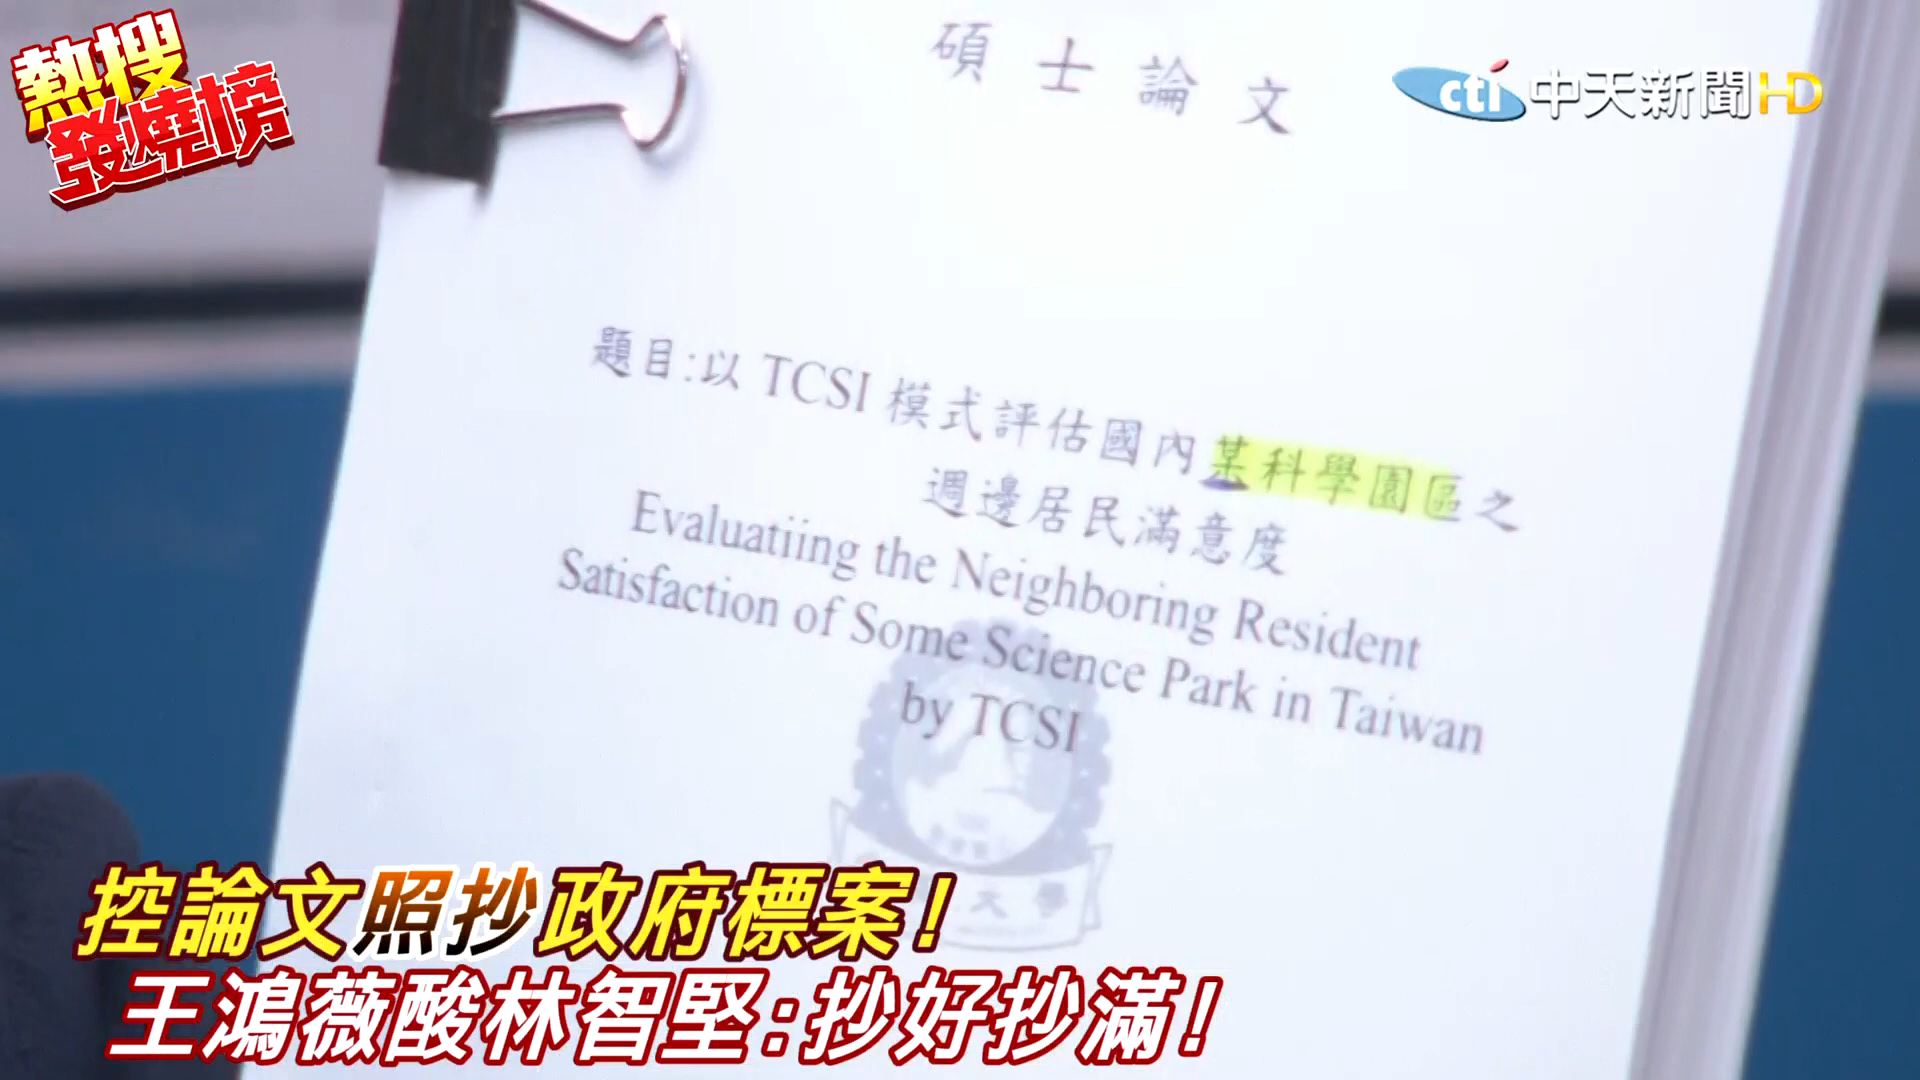 熱搜
發燒榜
cti 中天新聞HD
碩士論文
題目:以 TCSI 模式評估國內某科學園區之
週邊居民滿意度
Evaluatiing the Neighboring Resident
Satisfaction of Some Science Park in Taiwan
by TCSI
大學
控論文照抄政府標案!
王鴻薇酸林智堅:抄好抄滿!